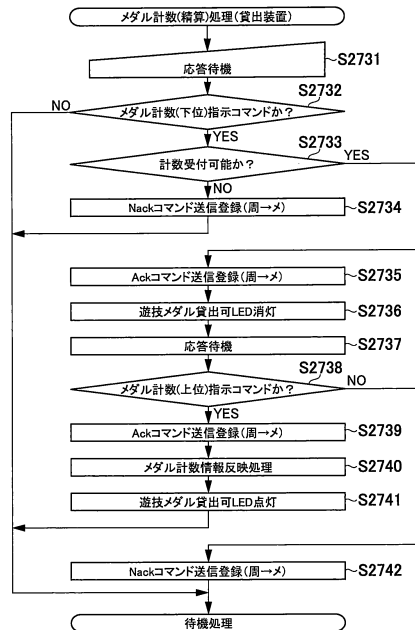 メダル計数(精算)処理(貸出装置)
S2731
応答待機
S2732
NO
メダル計数(下位)指示コマンドか?
YES
S2733
計数受付可能か?
YES
NO
Nackコマンド送信登録(周→メ)
S2734
Ackコマンド送信登録(周→メ)
S2735
遊技メダル貸出可LED消灯
S2736
応答待機
S2737
S2738
メダル計数(上位)指示コマンドか?
NO
YES
Ackコマンド送信登録(周→メ)
S2739
メダル計数情報反映処理
S2740
遊技メダル貸出可LED点灯
S2741
Nackコマンド送信登録(周→メ)
S2742
待機処理